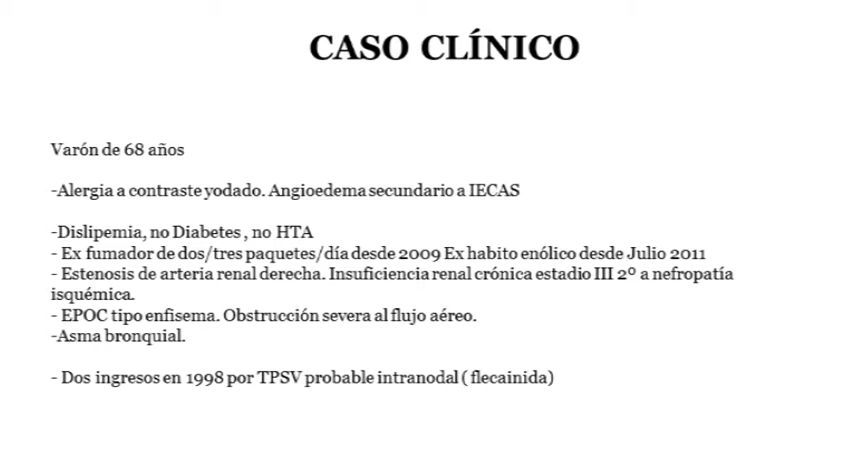 CASO CLÍNICO
Varón de 68 años
-Alergia a contraste yodado. Angioedema secundario a IECAS
-Dislipemia, no Diabetes , no HTA
- Ex fumador de dos/tres paquetes/día desde 2009 Ex habito enólico desde Julio 2011
- Estenosis de arteria renal derecha. Insuficiencia renal crónica estadio III 2º a nefropatía
isquémica.
- EPOC tipo enfisema. Obstrucción severa al flujo aéreo.
-Asma bronquial.
- Dos ingresos en 1998 por TPSV probable intranodal ( flecainida)